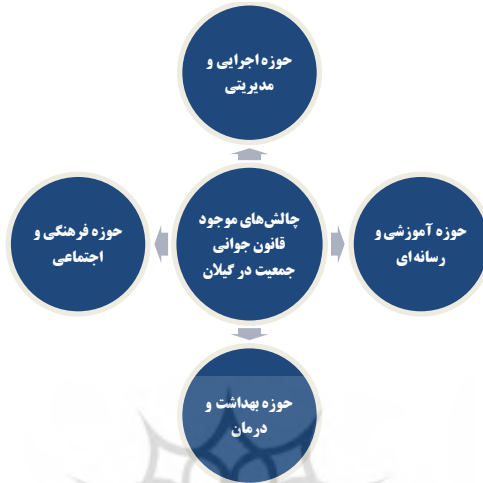 حوزه اجرایی و
مدیریتی
حوزه آموزشی و
رسانه‌ای
چالش‌های موجود
قانون جوانی
جمعیت در گیلان
حوزه فرهنگی و
اجتماعی
حوزه بهداشت و
درمان